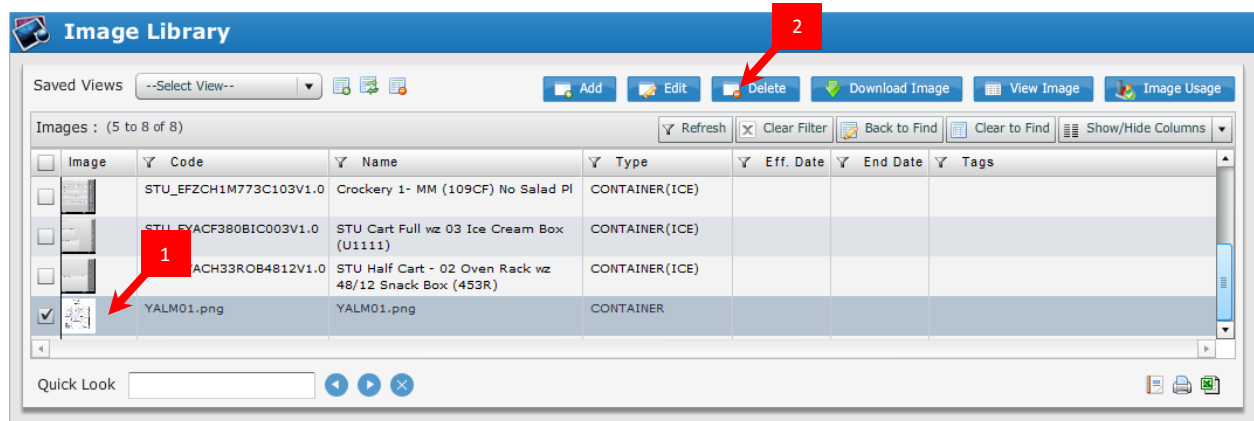 Image Library
2
Saved Views --Select View-- Add Edit Delete Download Image View Image Image Usage
Images : (5 to 8 of 8) Refresh Clear Filter Back to Find Clear to Find Show/Hide Columns
Image Code Name Type Eff. Date End Date Tags
STU_EFZCH1M773C103V1.0 Crockery 1- MM (109CF) No Salad Pl CONTAINER(ICE)
STU_EYACF380BIC003V1.0 STU Cart Full wz 03 Ice Cream Box CONTAINER(ICE)
(U1111)
1
YACH33ROB4812V1.0 STU Half Cart - 02 Oven Rack wz CONTAINER(ICE)
48/12 Snack Box (453R)
YALM01.png YALM01.png CONTAINER
Quick Look